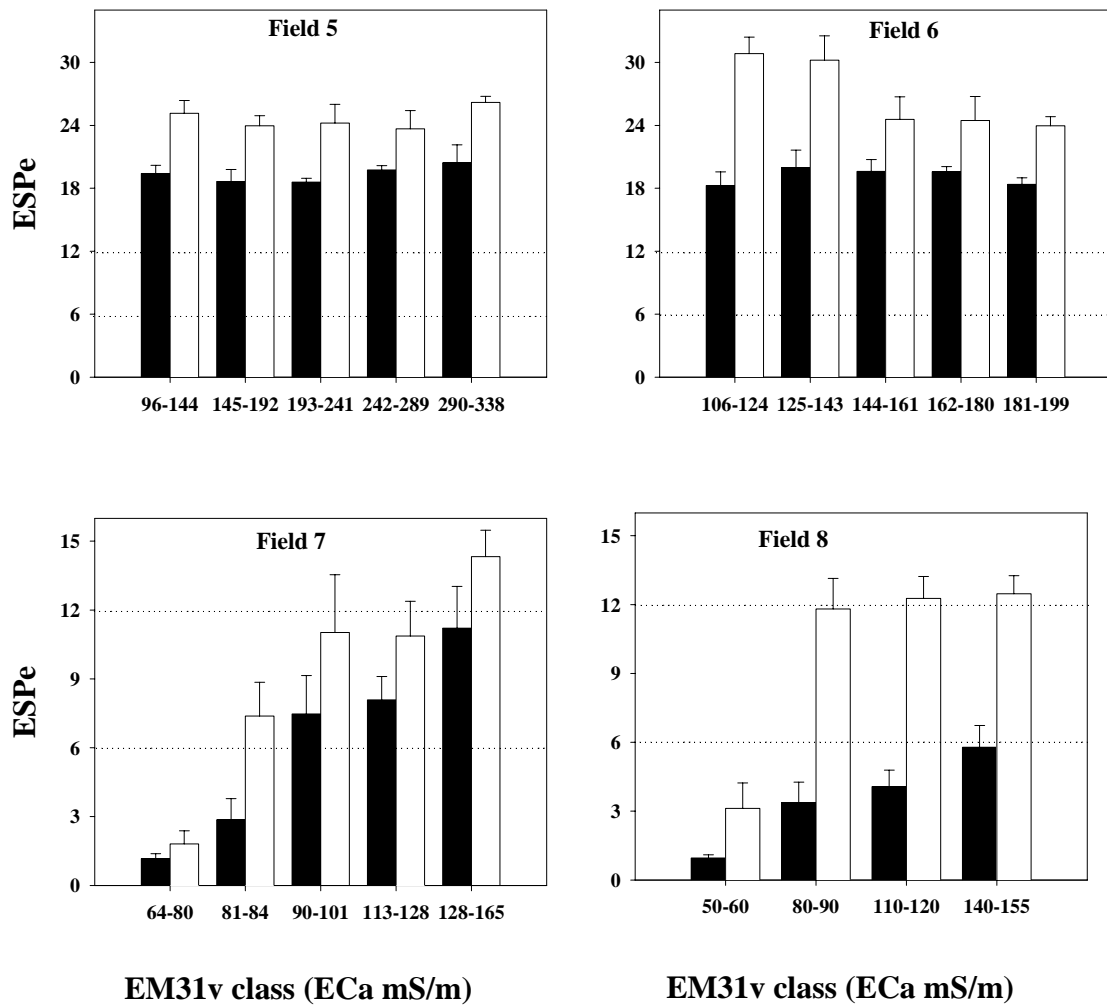 Field 5
30
24
18
12
6
0
ESPe
96-144 145-192 193-241 242-289 290-338
Field 6
30
24
18
12
6
0
106-124 125-143 144-161 162-180 181-199
Field 7
15
12
9
6
3
0
ESPe
64-80 81-84 90-101 113-128 128-165
EM31v class (ECa mS/m)
Field 8
15
12
9
6
3
0
50-60 80-90 110-120 140-155
EM31v class (ECa mS/m)